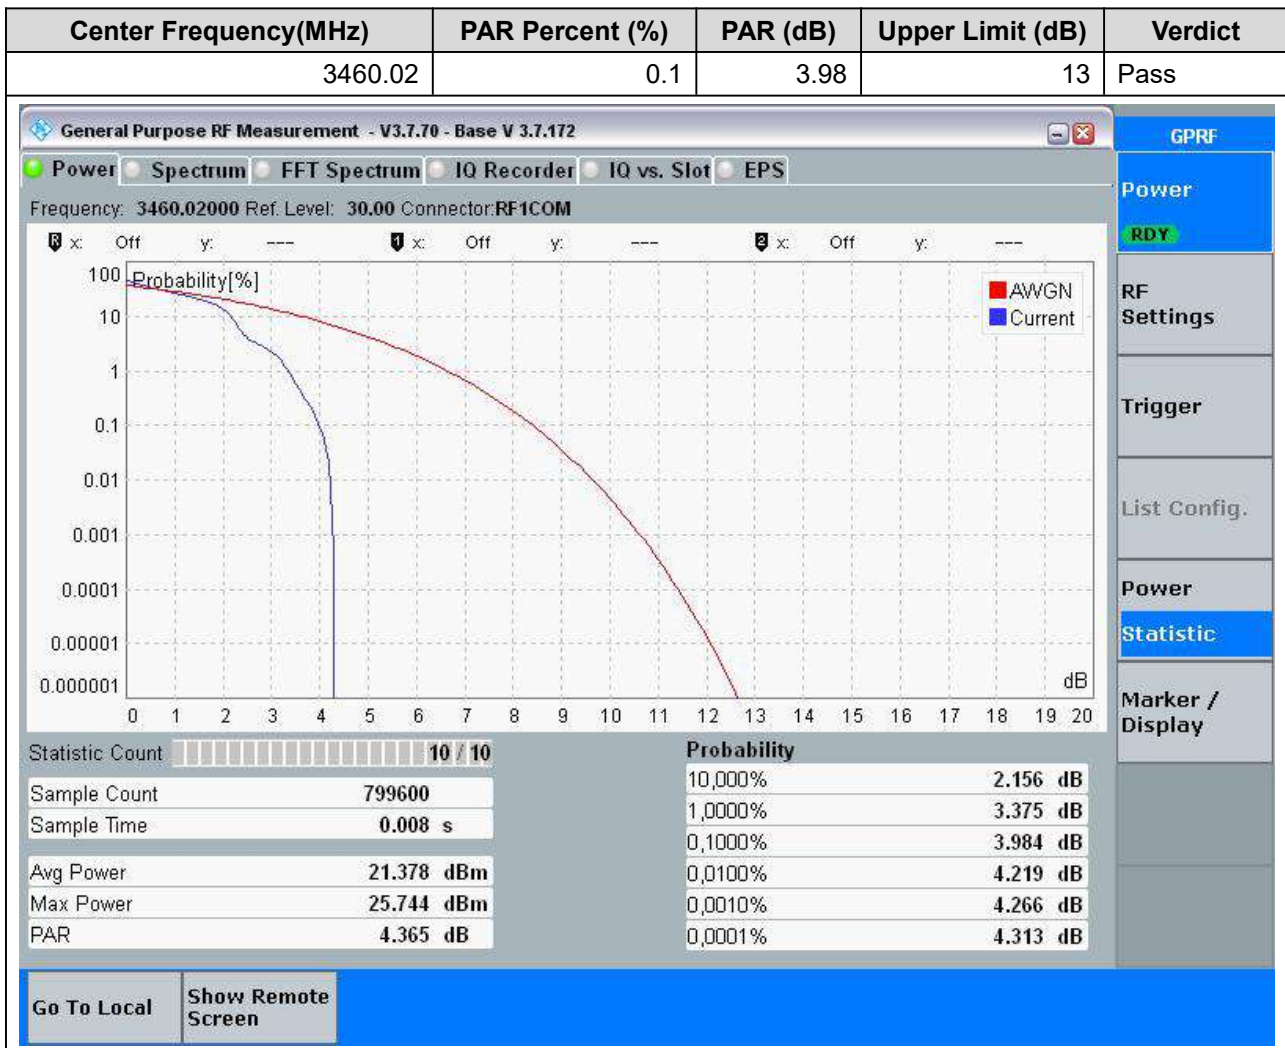 Center Frequency(MHz) PAR Percent (%) PAR (dB) Upper Limit (dB) Verdict
3460.02 0.1 3.98 13 Pass
General Purpose RF Measurement - V3.7.70 - Base V 3.7.172
GPRF
Power Spectrum FFT Spectrum IQ Recorder IQ vs. Slot EPS
Frequency: 3460.02000 Ref. Level: 30.00 Connector:RF1COM
R x: Off y: --- 1 x: Off y: --- 2 x: Off y: ---
Probability[%]
100
10
1
0.1
0.01
0.001
0.0001
0.00001
0.000001
AWGN
Current
dB
0 1 2 3 4 5 6 7 8 9 10 11 12 13 14 15 16 17 18 19 20
Statistic Count 10 / 10
Sample Count 799600
Sample Time 0.008 s
Avg Power 21.378 dBm
Max Power 25.744 dBm
PAR 4.365 dB
Probability
10,000% 2.156 dB
1,0000% 3.375 dB
0,1000% 3.984 dB
0,0100% 4.219 dB
0,0010% 4.266 dB
0,0001% 4.313 dB
Power
RDY
RF
Settings
Trigger
List Config.
Power
Statistic
Marker /
Display
Go To Local
Show Remote
Screen